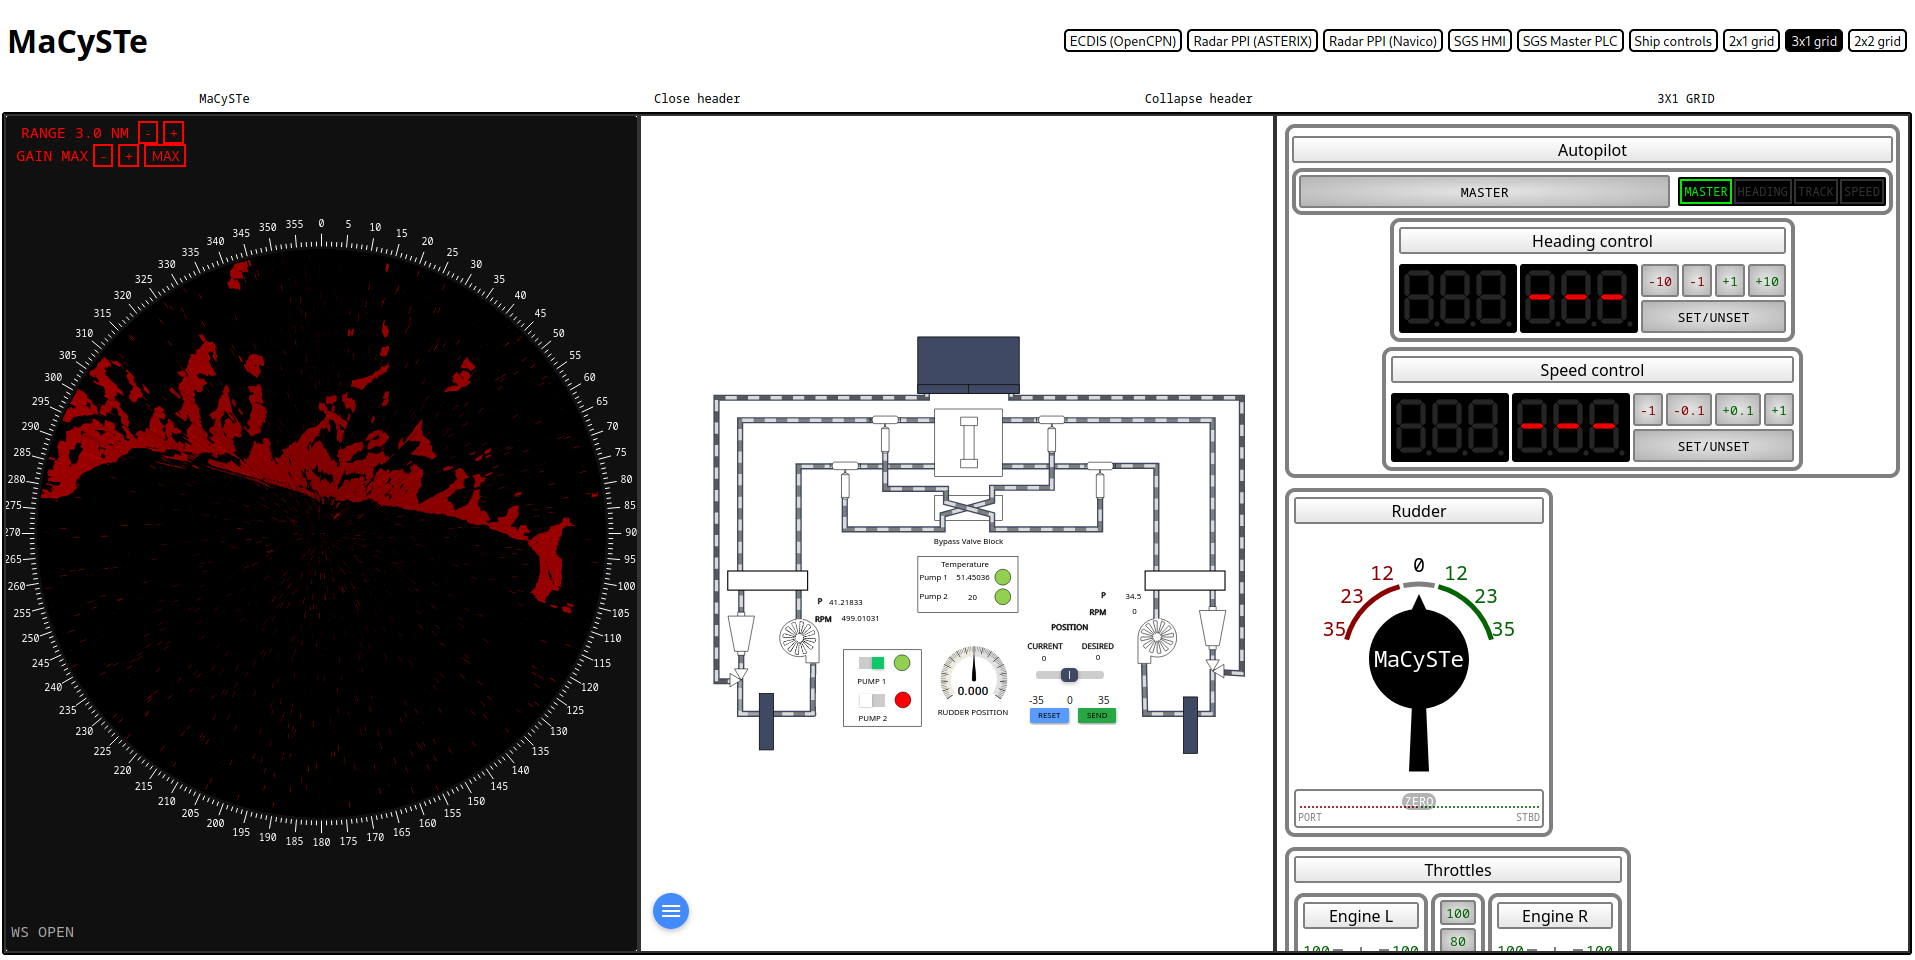 MaCySTe
ECDIS (OpenCPN) Radar PPI (ASTERIX) Radar PPI (Navico) SGS HMI SGS Master PLC Ship controls 2x1 grid 3x1 grid 2x2 grid
MaCySTe Close header Collapse header 3X1 GRID
RANGE 3.0 NM - +
GAIN MAX - + MAX
0
5
10
15
20
25
30
35
40
45
50
55
60
65
70
75
80
85
90
95
100
105
110
115
120
125
130
135
140
145
150
155
160
165
170
175
180
185
190
195
200
205
210
215
220
225
230
235
240
245
250
255
260
265
270
275
280
285
290
295
300
305
310
315
320
325
330
335
340
345
350
355
WS OPEN
Bypass Valve Block
Temperature
Pump 1 51.45036
Pump 2 20
P 41.21833
RPM 499.01031
P 34.5
RPM 0
POSITION
CURRENT DESIRED
0 0
-35 0 35
RESET SEND
PUMP 1
PUMP 2
0.000
RUDDER POSITION
Autopilot
MASTER MASTER HEADING TRACK SPEED
Heading control
- - - -10 -1 +1 +10
SET/UNSET
Speed control
- - - -1 -0.1 +0.1 +1
SET/UNSET
Rudder
35 23 12 0 12 23 35
MaCySTe
ZERO
PORT STBD
Throttles
Engine L 100 Engine R
80
100 100 100 100